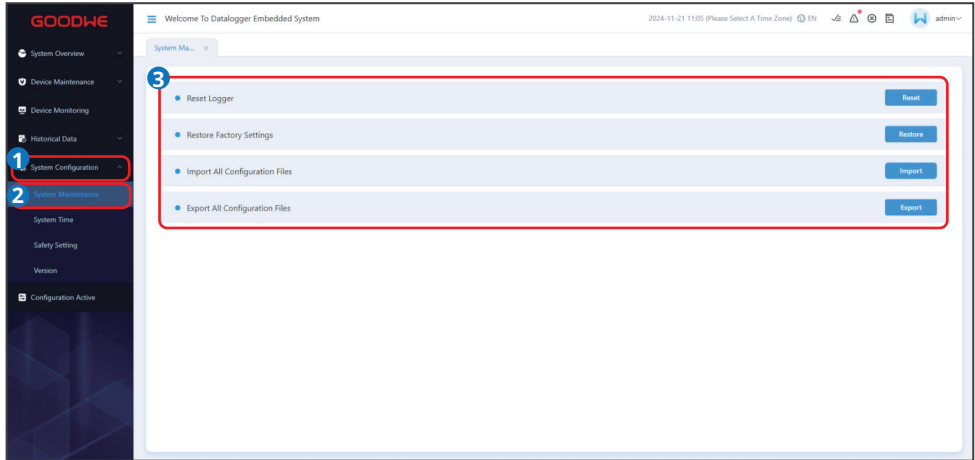 GOODWE
Welcome To Datalogger Embedded System
2024-11-21 11:05 (Please Select A Time Zone) EN
admin
System Overview
Device Maintenance
Device Monitoring
Historical Data
1
System Configuration
2
System Maintenance
System Time
Safety Setting
Version
Configuration Active
System Ma... ×
3
Reset Logger
Reset
Restore Factory Settings
Restore
Import All Configuration Files
Import
Export All Configuration Files
Export